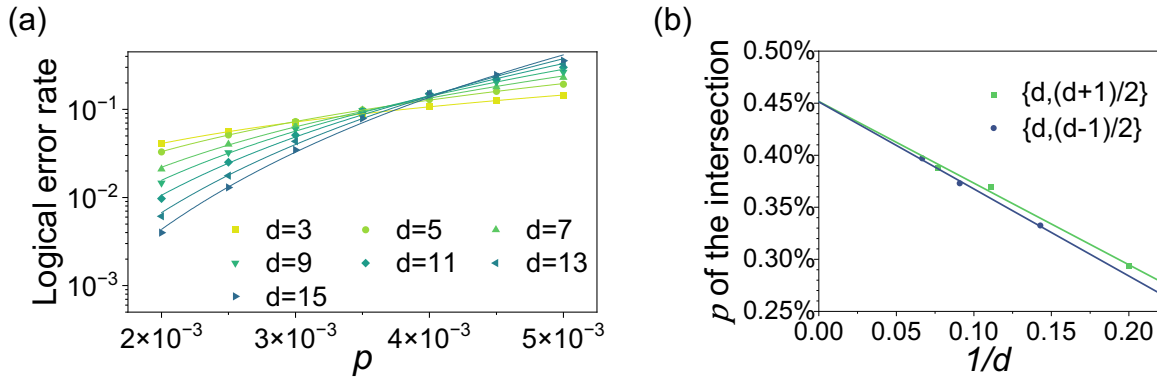 (a)
Logical error rate
10⁻¹
10⁻²
10⁻³
d=3 d=5 d=7
d=9 d=11 d=13
d=15
2×10⁻³ 3×10⁻³ 4×10⁻³ 5×10⁻³
p
(b)
p of the intersection
0.50%
0.45%
0.40%
0.35%
0.30%
0.25%
{d,(d+1)/2}
{d,(d-1)/2}
0.00 0.05 0.10 0.15 0.20
1/d